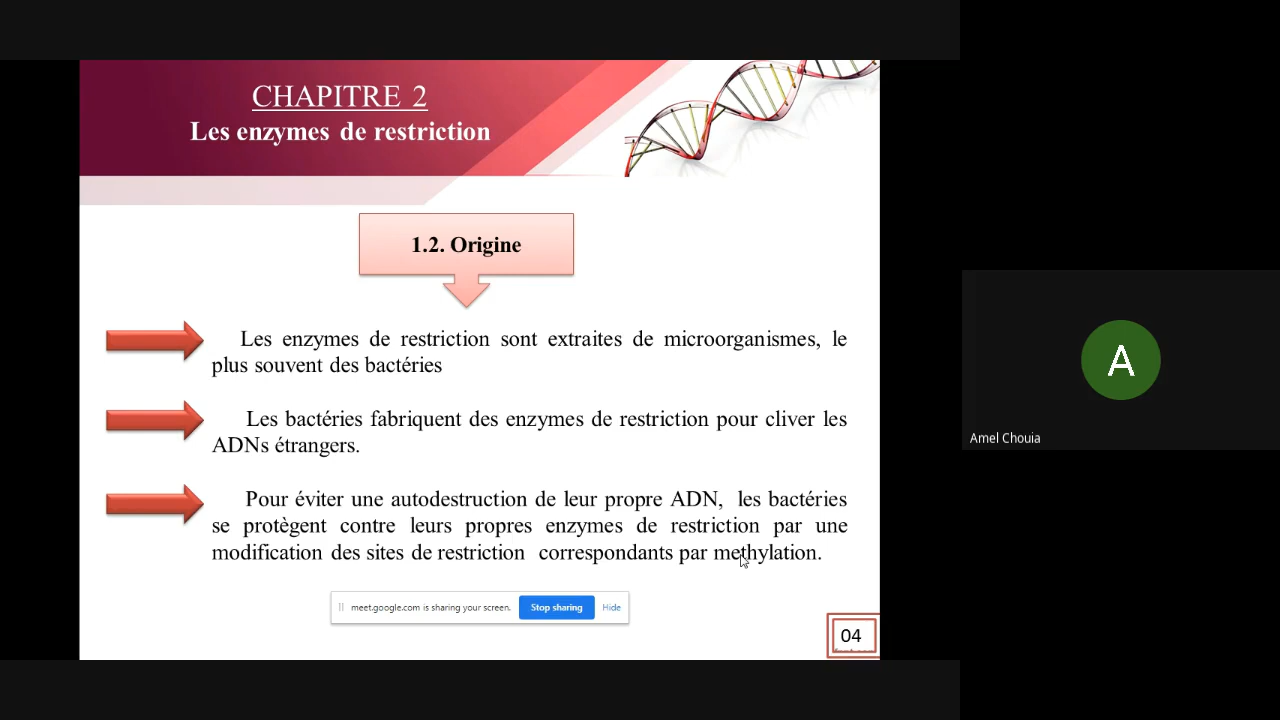 CHAPITRE 2
Les enzymes de restriction
1.2. Origine
Les enzymes de restriction sont extraites de microorganismes, le
plus souvent des bactéries
Les bactéries fabriquent des enzymes de restriction pour cliver les
ADNs étrangers.
Pour éviter une autodestruction de leur propre ADN, les bactéries
se protègent contre leurs propres enzymes de restriction par une
modification des sites de restriction correspondants par methylation.
meet.google.com is sharing your screen. Stop sharing Hide
04
A
Amel Chouia